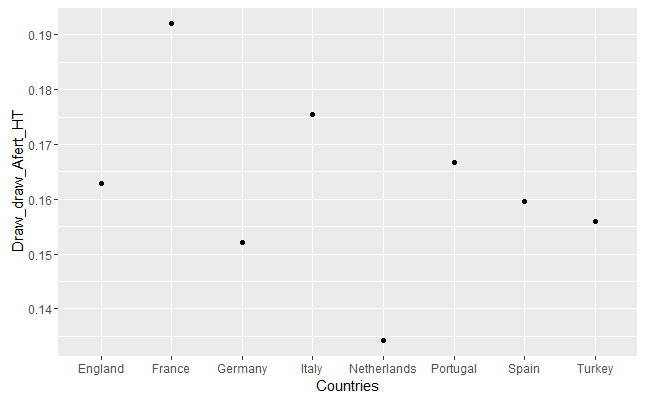 Draw_draw_Afert_HT
0.19
0.18
0.17
0.16
0.15
0.14
England France Germany Italy Netherlands Portugal Spain Turkey
Countries